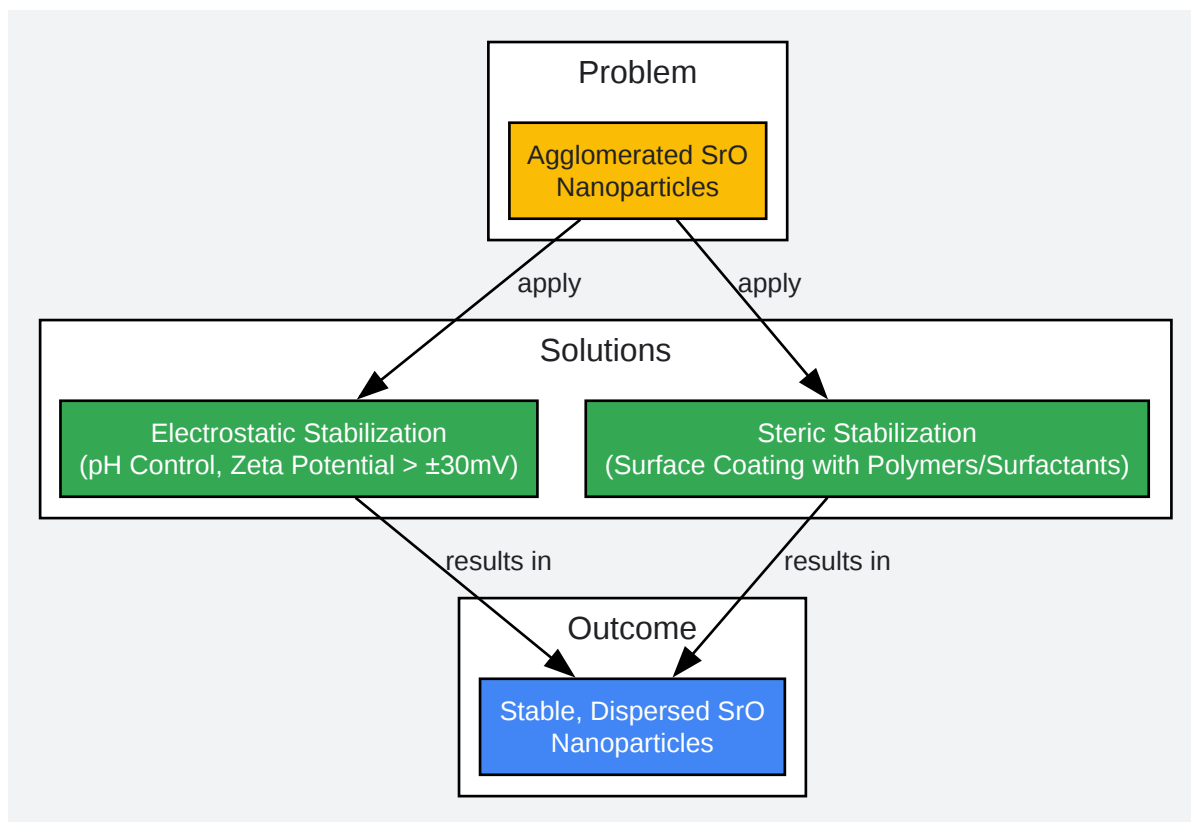 Problem
Agglomerated SrO
Nanoparticles
apply
apply
Solutions
Electrostatic Stabilization
(pH Control, Zeta Potential > ±30mV)
Steric Stabilization
(Surface Coating with Polymers/Surfactants)
results in
results in
Outcome
Stable, Dispersed SrO
Nanoparticles